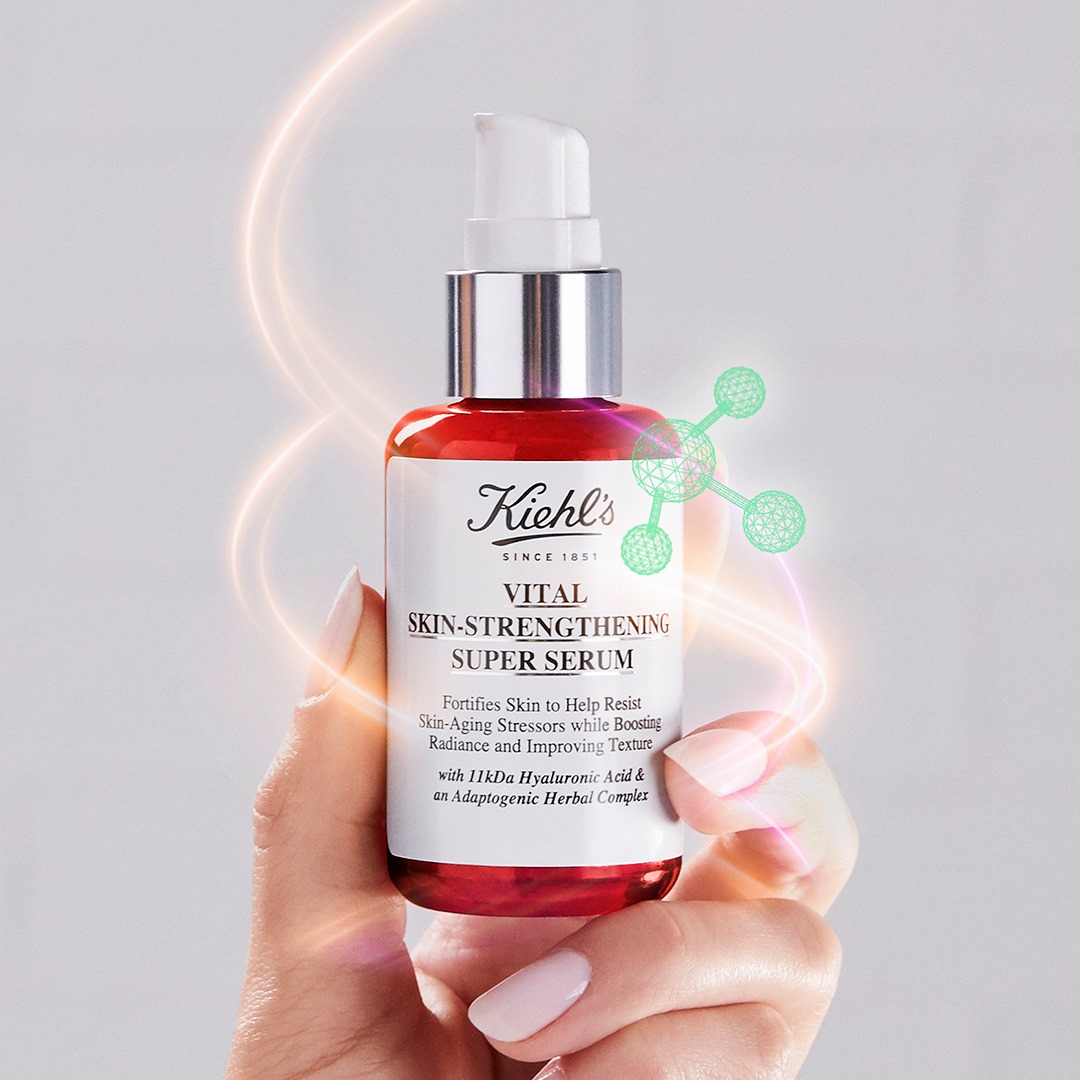 Kiehl's
SINCE 1851
VITAL
SKIN-STRENGTHENING
SUPER SERUM
Fortifies Skin to Help Resist
Skin-Aging Stressors while Boosting
Radiance and Improving Texture
with 11kDa Hyaluronic Acid &
an Adaptogenic Herbal Complex